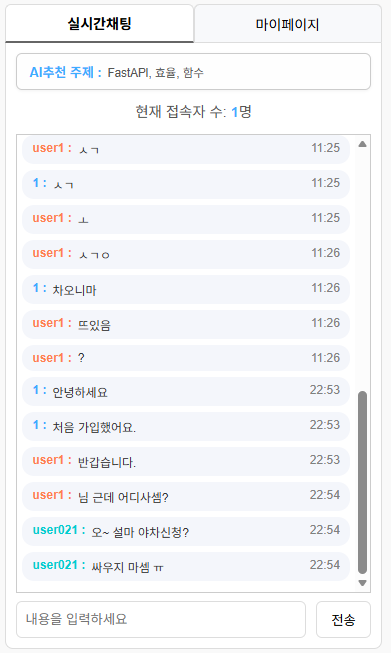 실시간채팅
마이페이지
AI추천 주제 : FastAPI, 효율, 함수
현재 접속자 수: 1명
user1 : ㅅㄱ 11:25
1 : ㅅㄱ 11:25
user1 : ㅗ 11:25
user1 : ㅅㄱㅇ 11:26
1 : 차오니마 11:26
user1 : 뜨있음 11:26
user1 : ? 11:26
1 : 안녕하세요 22:53
1 : 처음 가입했어요. 22:53
user1 : 반갑습니다. 22:53
user1 : 님 근데 어디사셈? 22:54
user021 : 오~ 설마 야차신청? 22:54
user021 : 싸우지 마셈 ㅠ 22:54
내용을 입력하세요
전송